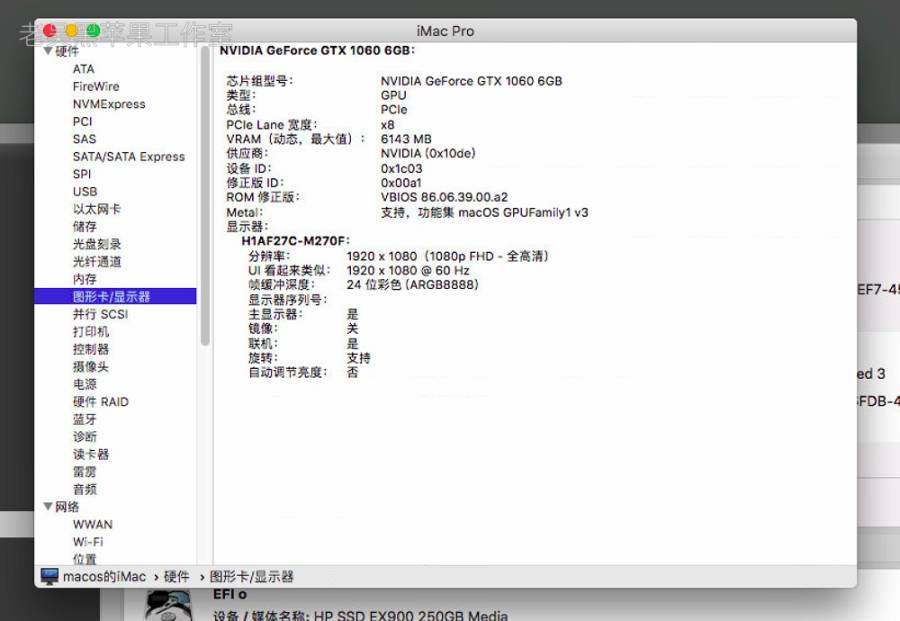 老吴黑苹果工作室
iMac Pro
硬件
ATA
FireWire
NVMExpress
PCI
SAS
SATA/SATA Express
SPI
USB
以太网卡
储存
光盘刻录
光纤通道
内存
图形卡/显示器
并行 SCSI
打印机
控制器
摄像头
电源
硬件 RAID
蓝牙
诊断
读卡器
雷雳
音频
网络
WWAN
Wi-Fi
位置
NVIDIA GeForce GTX 1060 6GB:
芯片组型号: NVIDIA GeForce GTX 1060 6GB
类型: GPU
总线: PCIe
PCIe Lane 宽度: x8
VRAM（动态，最大值）: 6143 MB
供应商: NVIDIA (0x10de)
设备 ID: 0x1c03
修正版 ID: 0x00a1
ROM 修正版: VBIOS 86.06.39.00.a2
Metal: 支持，功能集 macOS GPUFamily1 v3
显示器:
H1AF27C-M270F:
分辨率: 1920 x 1080（1080p FHD - 全高清）
UI 看起来类似: 1920 x 1080 @ 60 Hz
帧缓冲深度: 24 位彩色 (ARGB8888)
显示器序列号:
主显示器: 是
镜像: 关
联机: 是
旋转: 支持
自动调节亮度: 否
EF7-45
ed 3
FDB-4
macos的iMac › 硬件 › 图形卡/显示器
EFI o
设备 / 媒体名称: HP SSD EX900 250GB Media